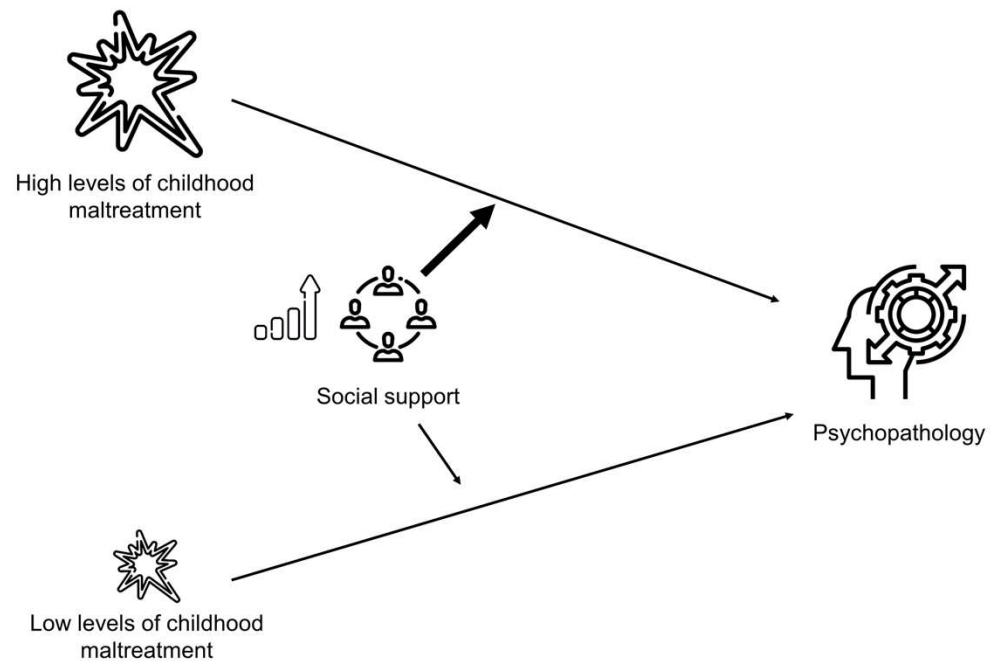 High levels of childhood
maltreatment
Social support
Psychopathology
Low levels of childhood
maltreatment